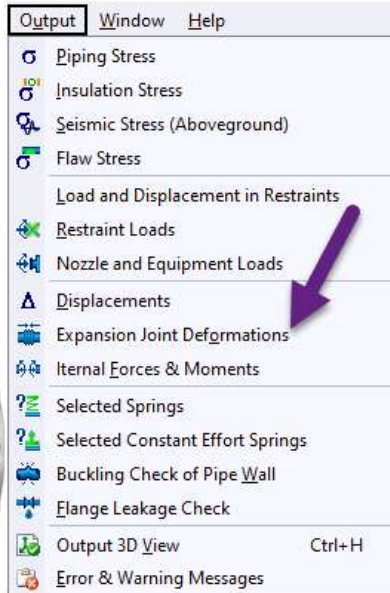 Output Window Help
Piping Stress
Insulation Stress
Seismic Stress (Aboveground)
Flaw Stress
Load and Displacement in Restraints
Restraint Loads
Nozzle and Equipment Loads
Displacements
Expansion Joint Deformations
Iternal Forces & Moments
Selected Springs
Selected Constant Effort Springs
Buckling Check of Pipe Wall
Flange Leakage Check
Output 3D View Ctrl+H
Error & Warning Messages